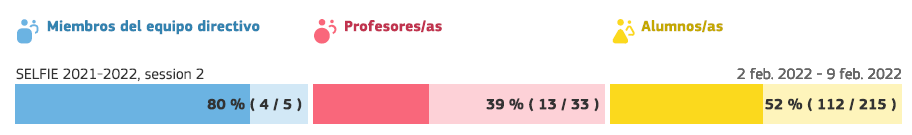 Miembros del equipo directivo Profesores/as Alumnos/as
SELFIE 2021-2022, session 2 2 feb. 2022 - 9 feb. 2022
80 % ( 4 / 5 ) 39 % ( 13 / 33 ) 52 % ( 112 / 215 )